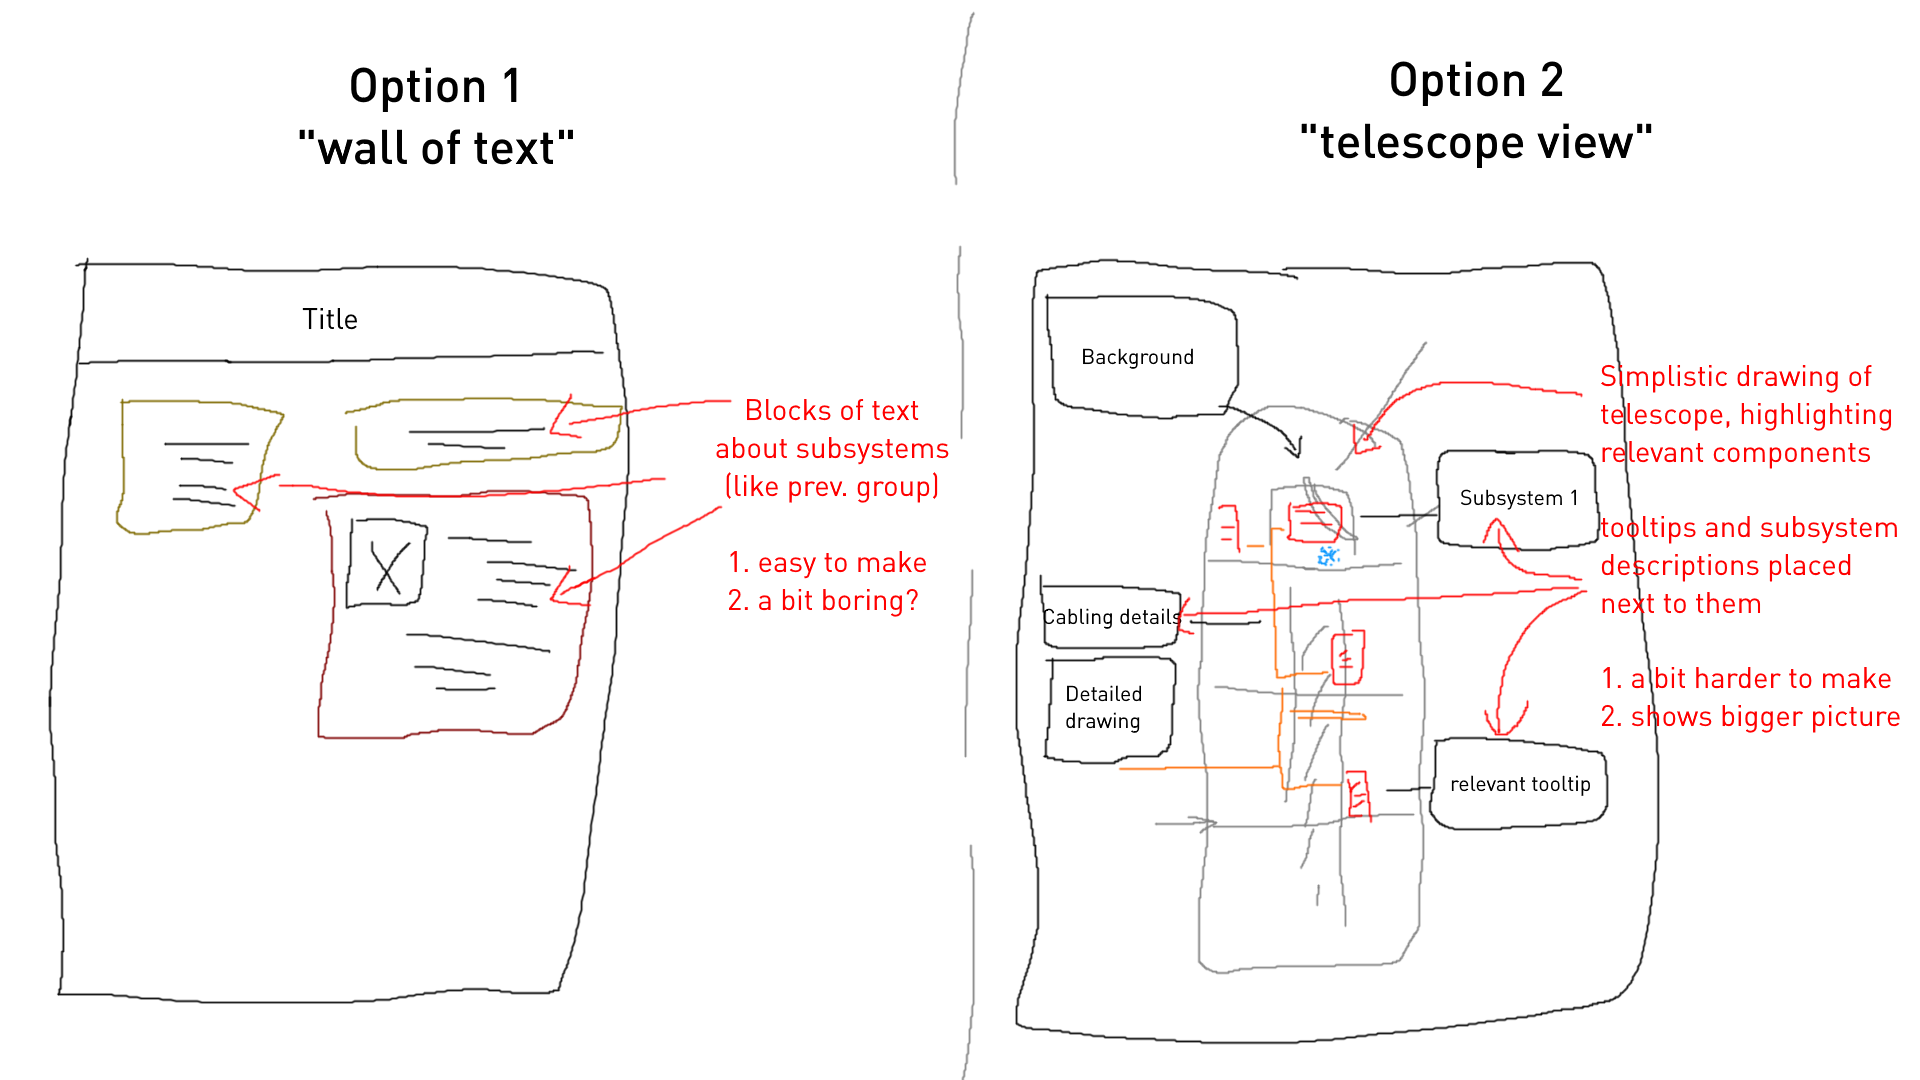 Option 1
"wall of text"
Title
Blocks of text
about subsystems
(like prev. group)
1. easy to make
2. a bit boring?
Option 2
"telescope view"
Background
Simplistic drawing of
telescope, highlighting
relevant components
Subsystem 1
tooltips and subsystem
descriptions placed
next to them
Cabling details
Detailed
drawing
1. a bit harder to make
2. shows bigger picture
relevant tooltip